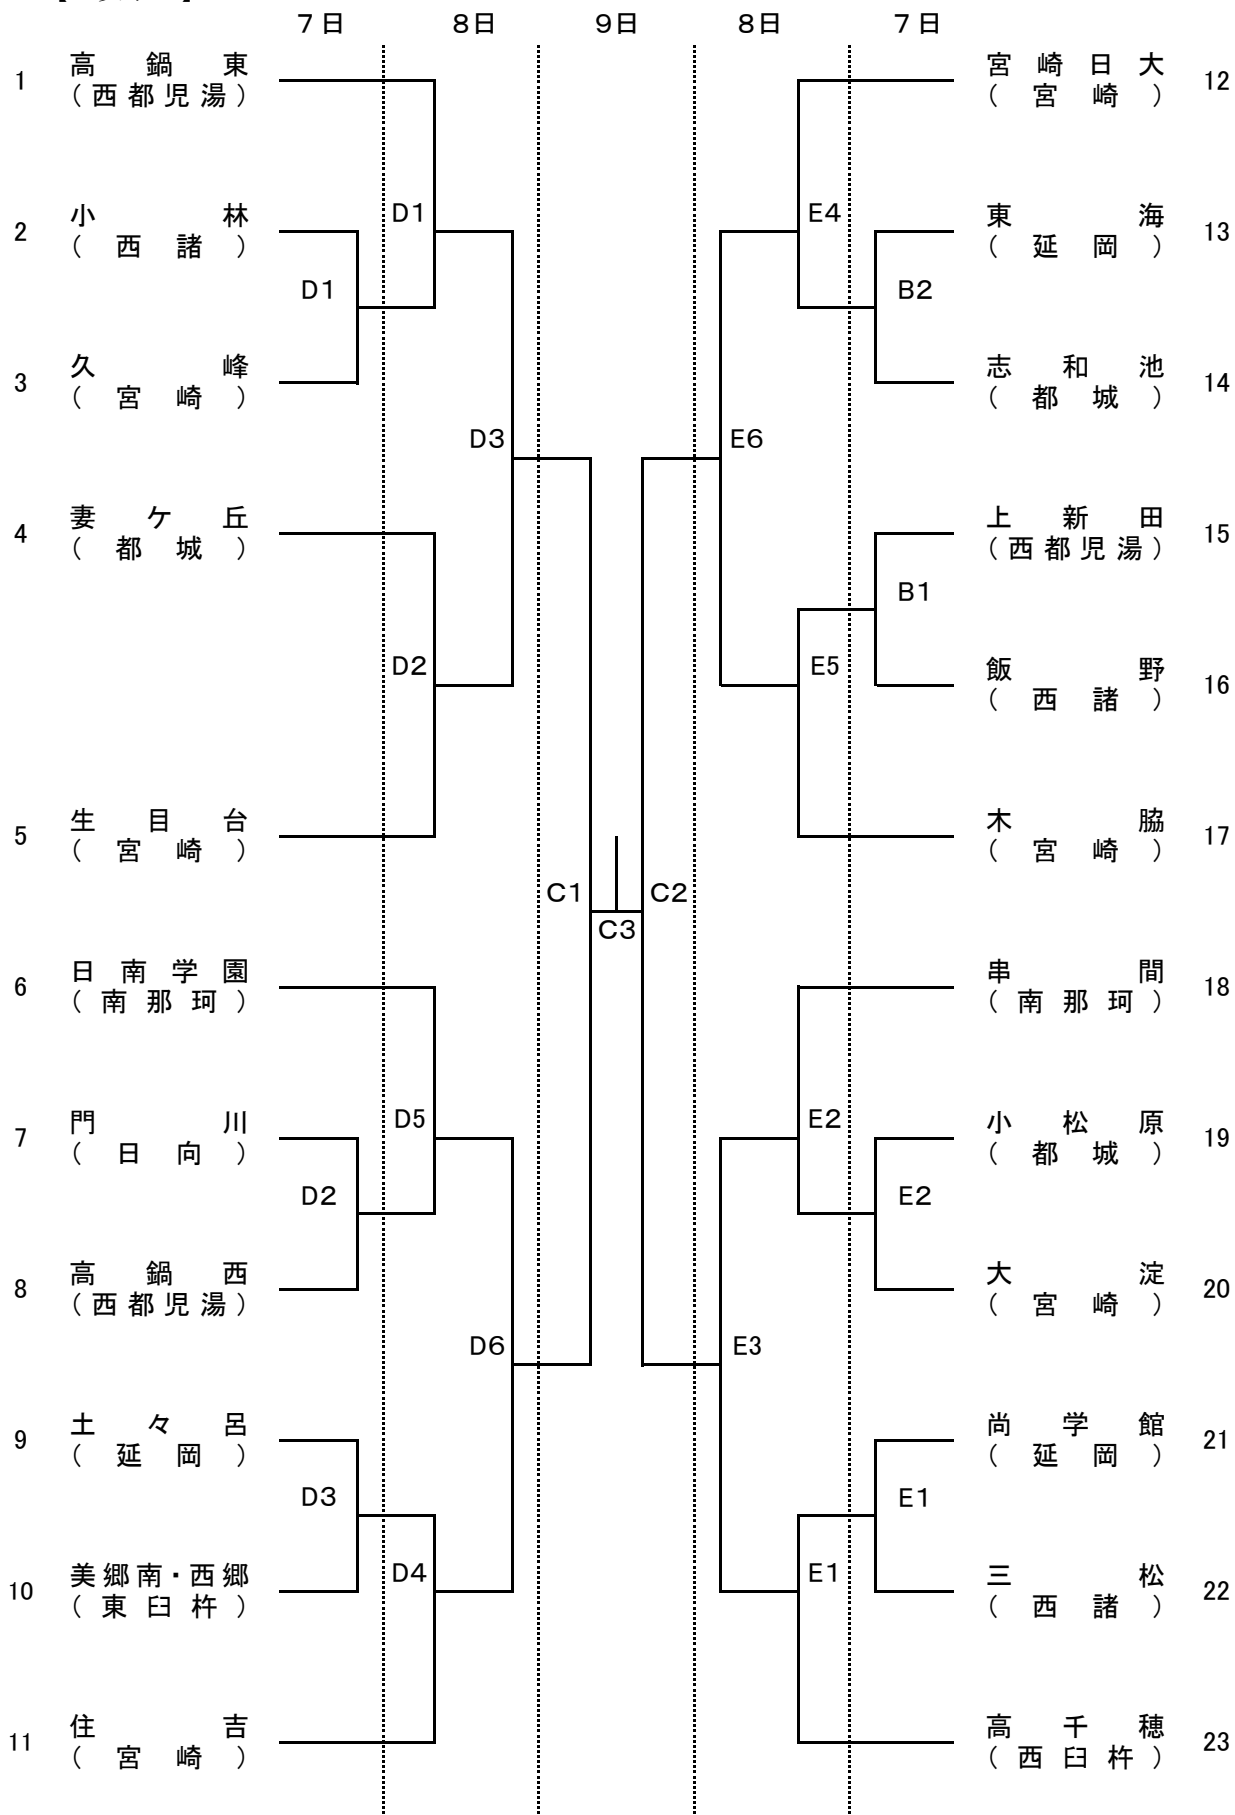 ７日 ８日 ９日 ８日 ７日
1 高鍋東
（西都児湯）
2 小林
（西諸）
3 久峰
（宮崎）
4 妻ケ丘
（都城）
5 生目台
（宮崎）
6 日南学園
（南那珂）
7 門川
（日向）
8 高鍋西
（西都児湯）
9 土々呂
（延岡）
10 美郷南・西郷
（東臼杵）
11 住吉
（宮崎）
D1
D1
D3
D2
D5
D2
D6
D3
D4
C1
C3
C2
E4
B2
E6
B1
E5
E2
E2
E3
E1
E1
宮崎日大 12
（宮崎）
東海 13
（延岡）
志和池 14
（都城）
上新田 15
（西都児湯）
飯野 16
（西諸）
木脇 17
（宮崎）
串間 18
（南那珂）
小松原 19
（都城）
大淀 20
（宮崎）
尚学館 21
（延岡）
三松 22
（西諸）
高千穂 23
（西臼杵）